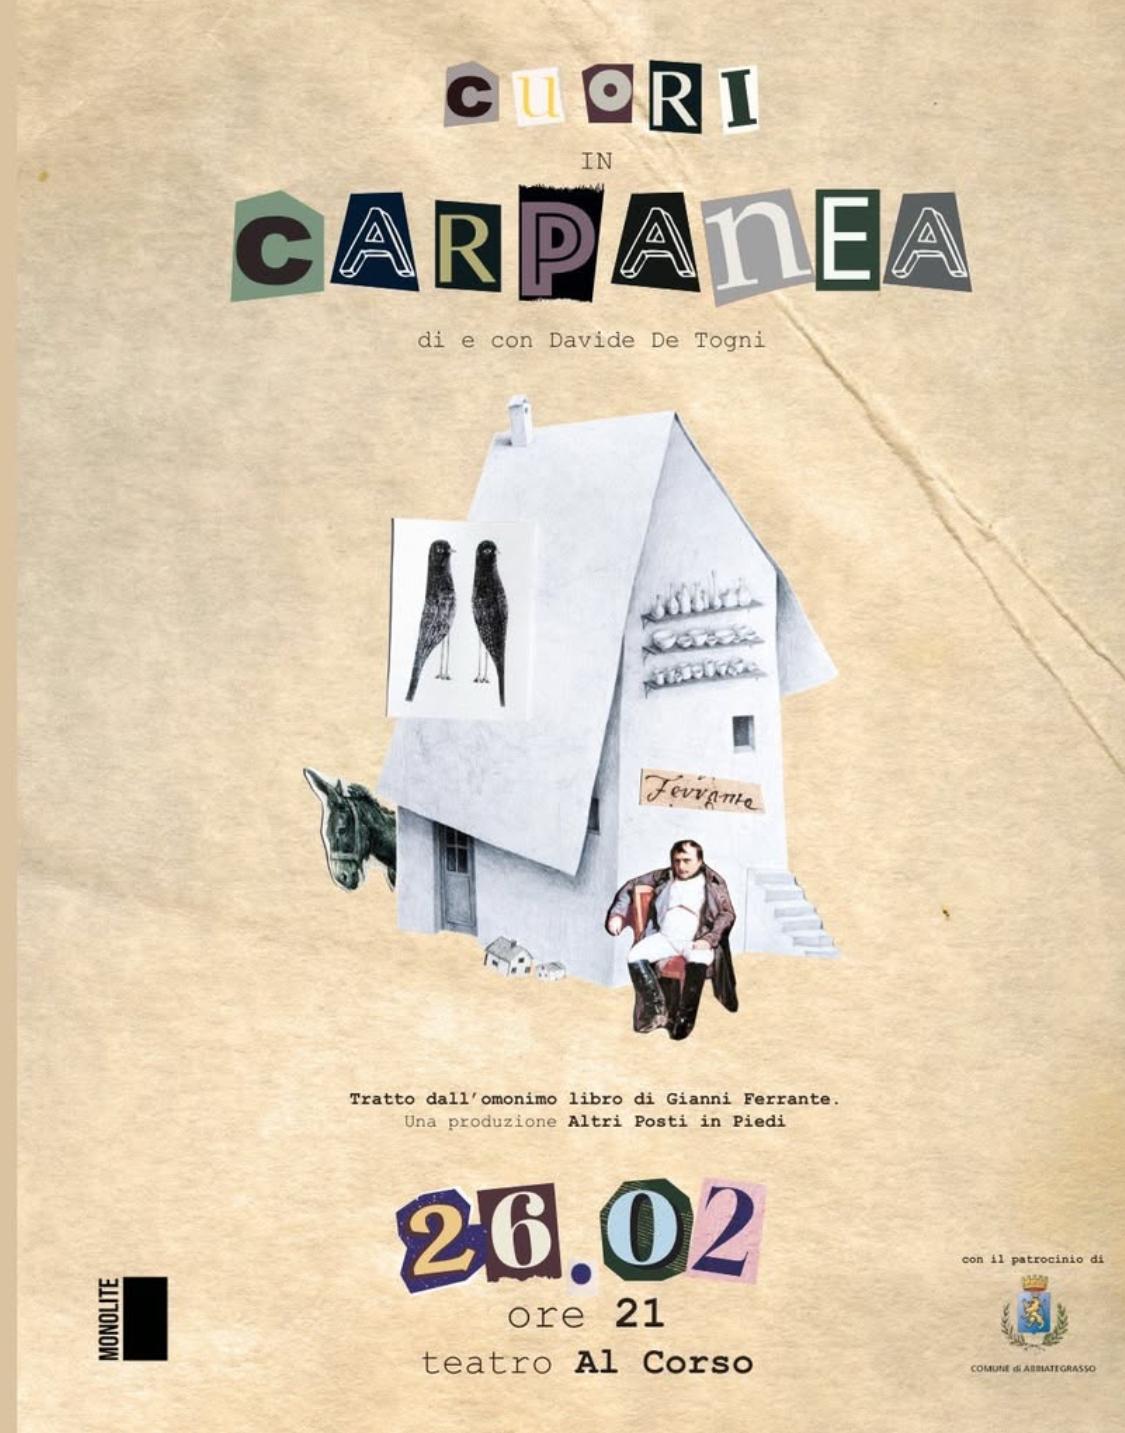 CUORI
IN
CARPAnEA
di e con Davide De Togni
Ferrante
Tratto dall'omonimo libro di Gianni Ferrante.
Una produzione Altri Posti in Piedi
26.02
ore 21
teatro Al Corso
MONOLITE
con il patrocinio di
COMUNE di ABBIATEGRASSO